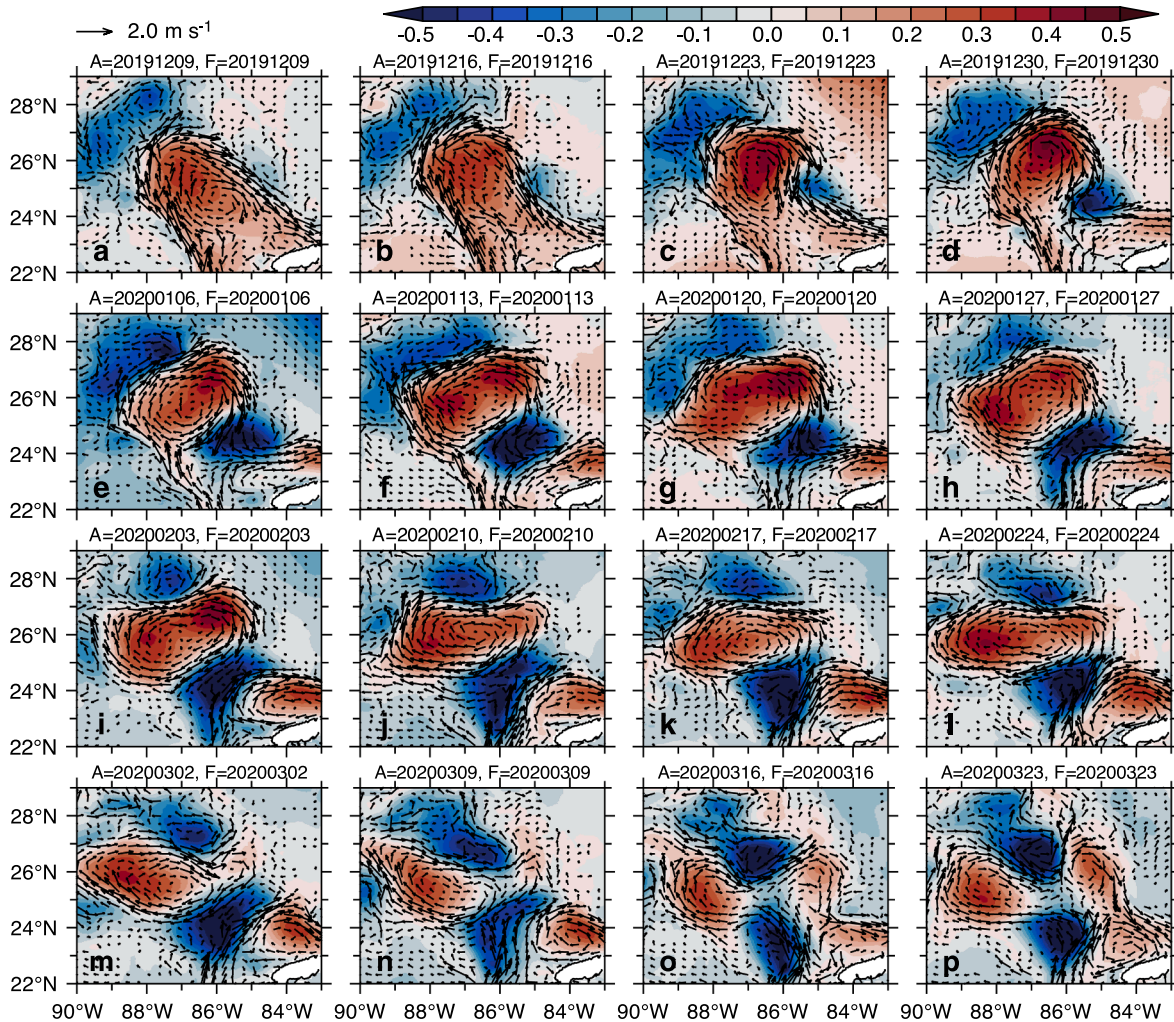 2.0 m s⁻¹
-0.5 -0.4 -0.3 -0.2 -0.1 0.0 0.1 0.2 0.3 0.4 0.5
A=20191209, F=20191209 A=20191216, F=20191216 A=20191223, F=20191223 A=20191230, F=20191230
28°N
26°N
24°N
22°N
a b c d
A=20200106, F=20200106 A=20200113, F=20200113 A=20200120, F=20200120 A=20200127, F=20200127
28°N
26°N
24°N
22°N
e f g h
A=20200203, F=20200203 A=20200210, F=20200210 A=20200217, F=20200217 A=20200224, F=20200224
28°N
26°N
24°N
22°N
i j k l
A=20200302, F=20200302 A=20200309, F=20200309 A=20200316, F=20200316 A=20200323, F=20200323
28°N
26°N
24°N
22°N
m n o p
90°W 88°W 86°W 84°W 90°W 88°W 86°W 84°W 90°W 88°W 86°W 84°W 90°W 88°W 86°W 84°W